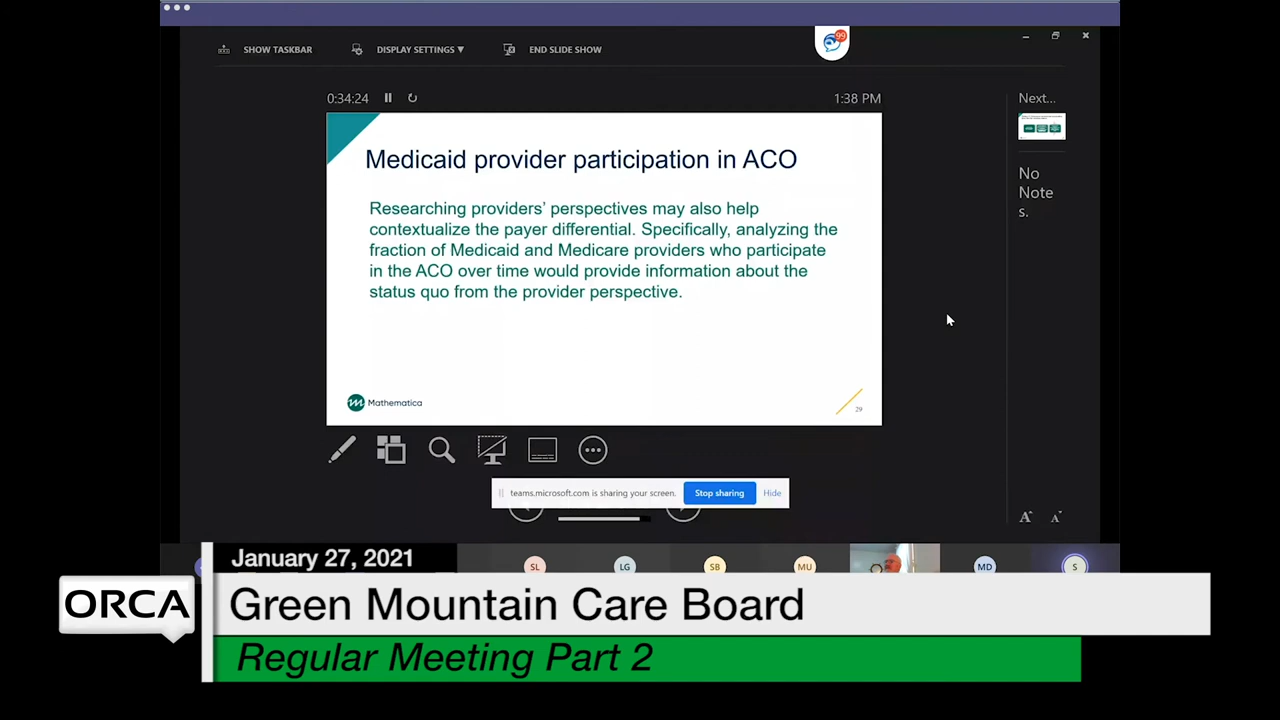 SHOW TASKBAR
DISPLAY SETTINGS ▼
END SLIDE SHOW
99
0:34:24
1:38 PM
Next...
Medicaid provider participation in ACO
Researching providers' perspectives may also help
contextualize the payer differential. Specifically, analyzing the
fraction of Medicaid and Medicare providers who participate
in the ACO over time would provide information about the
status quo from the provider perspective.
Mathematica
29
No
Note
s.
teams.microsoft.com is sharing your screen.
Stop sharing
Hide
A
A
SL
LG
SB
MU
MD
S
January 27, 2021
ORCA
Green Mountain Care Board
Regular Meeting Part 2